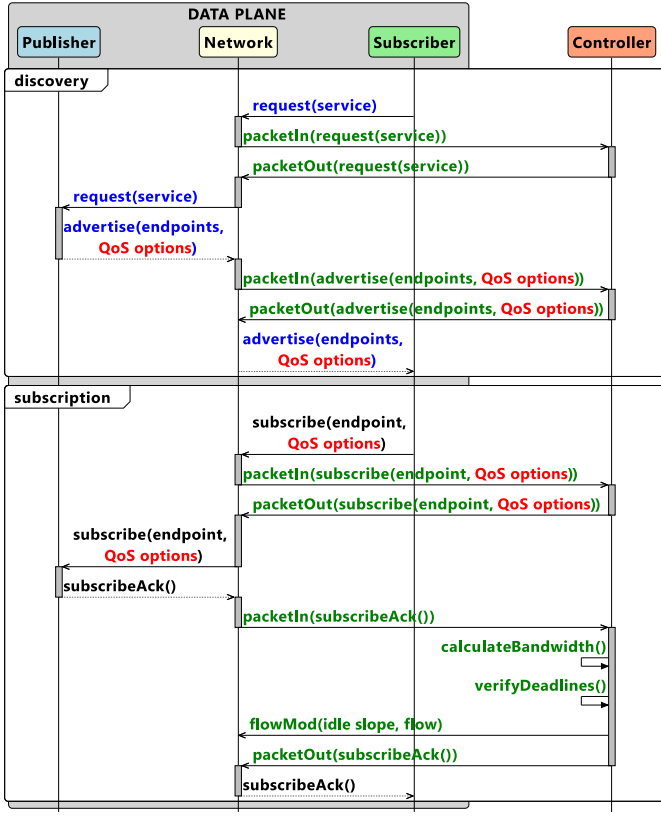 DATA PLANE
Publisher
Network
Subscriber
Controller
discovery
request(service)
packetIn(request(service))
packetOut(request(service))
request(service)
advertise(endpoints,
QoS options)
packetIn(advertise(endpoints, QoS options))
packetOut(advertise(endpoints, QoS options))
advertise(endpoints,
QoS options)
subscription
subscribe(endpoint,
QoS options)
packetIn(subscribe(endpoint, QoS options))
packetOut(subscribe(endpoint, QoS options))
subscribe(endpoint,
QoS options)
subscribeAck()
packetIn(subscribeAck())
calculateBandwidth()
verifyDeadlines()
flowMod(idle slope, flow)
packetOut(subscribeAck())
subscribeAck()